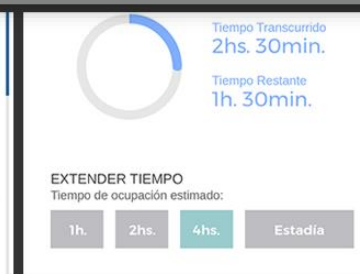 Tiempo Transcurrido
2hs. 30min.
Tiempo Restante
1h. 30min.
EXTENDER TIEMPO
Tiempo de ocupación estimado:
1h. 2hs. 4hs. Estadía